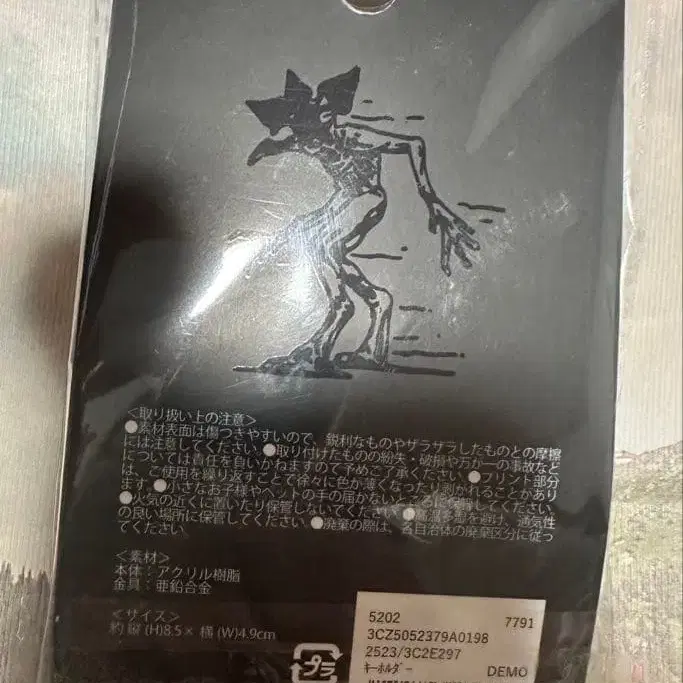 <取り扱い上の注意>
●素材表面は傷つきやすいので、鋭利なものやザラザラしたものとの摩擦
には注意してください。●取り付けたものの紛失・破損や万が一の事故など
については責任を負いかねますので予めご了承ください。●プリント部分
は、ご使用を繰り返すことで徐々に色が薄くなったり剥がれることがあり
ます。●小さなお子様やペットの手の届かないところに保管してください。
●火気の近くに置いたり保管しないでください。●高温多湿を避け、通気性
の良い場所に保管してください。●廃棄の際は、各自治体の廃棄区分に従っ
てください。
<素材>
本体：アクリル樹脂
金具：亜鉛合金
<サイズ>
約 縦(H)8.5× 横(W)4.9cm
プラ
5202 7791
3CZ5052379A0198
2523/3C2E297
キーホルダー DEMO